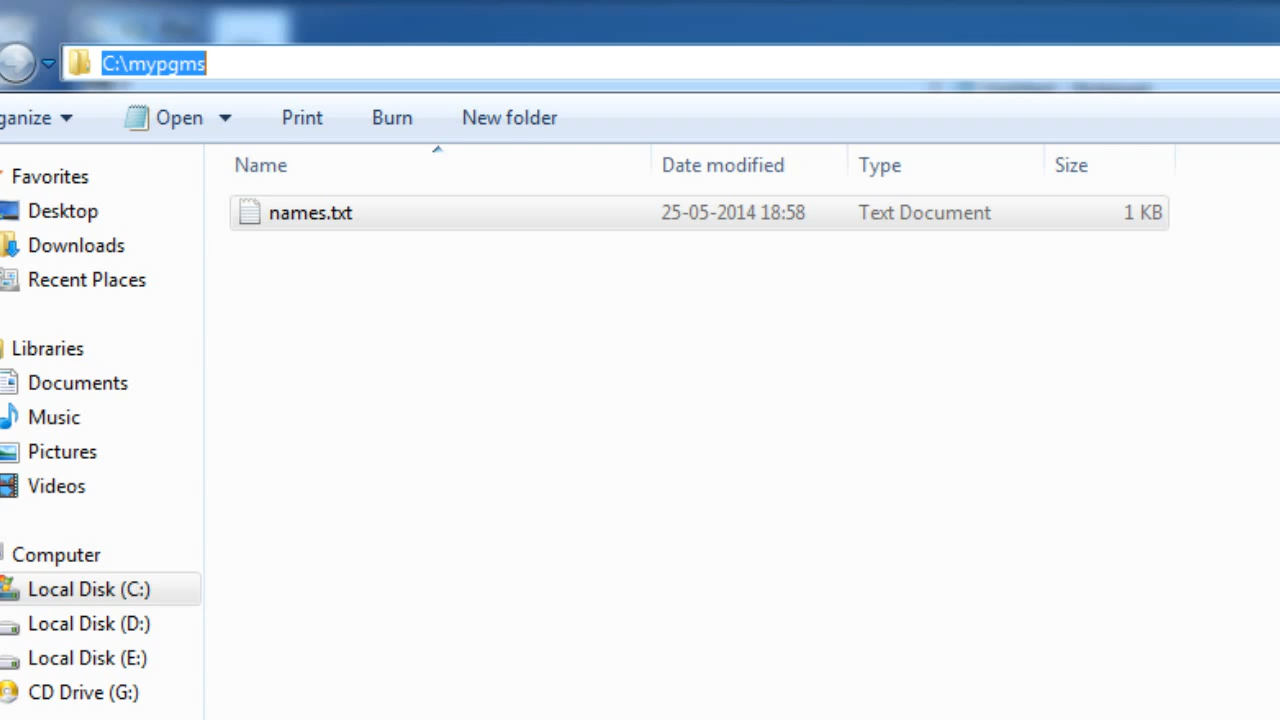 C:\mypgms
ganize Open Print Burn New folder
Name Date modified Type Size
names.txt 25-05-2014 18:58 Text Document 1 KB
Favorites
Desktop
Downloads
Recent Places
Libraries
Documents
Music
Pictures
Videos
Computer
Local Disk (C:)
Local Disk (D:)
Local Disk (E:)
CD Drive (G:)